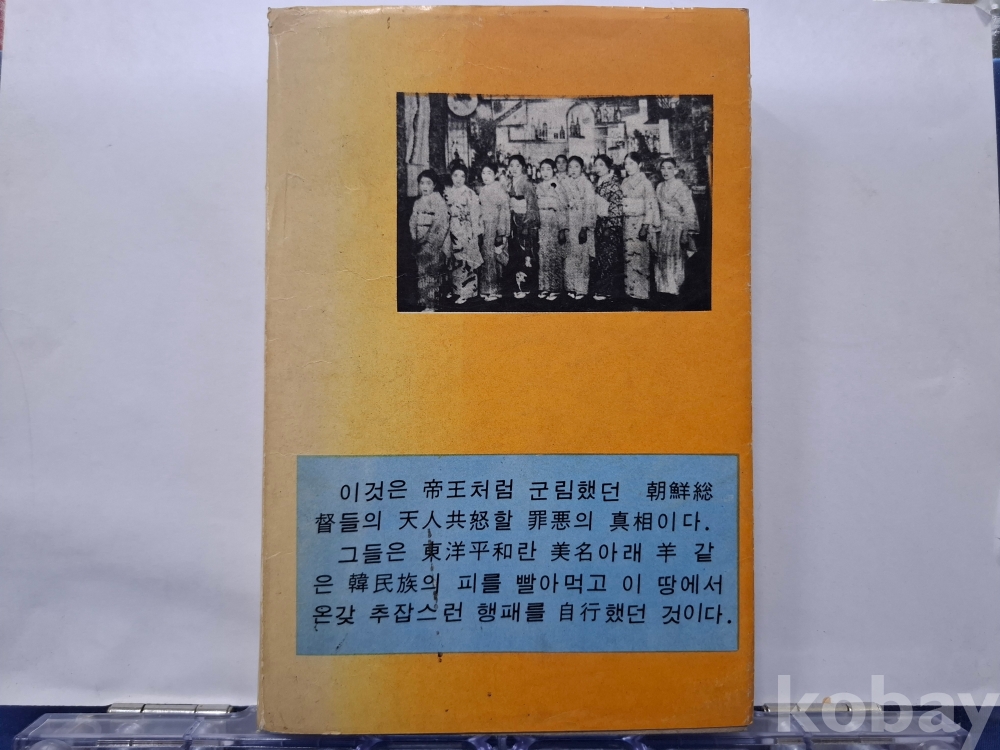 이것은 帝王처럼 군림했던 朝鮮総
督들의 天人共怒할 罪悪의 真相이다.
그들은 東洋平和란 美名아래 羊 같
은 韓民族의 피를 빨아먹고 이 땅에서
온갖 추잡스런 행패를 自行했던 것이다.
kobay